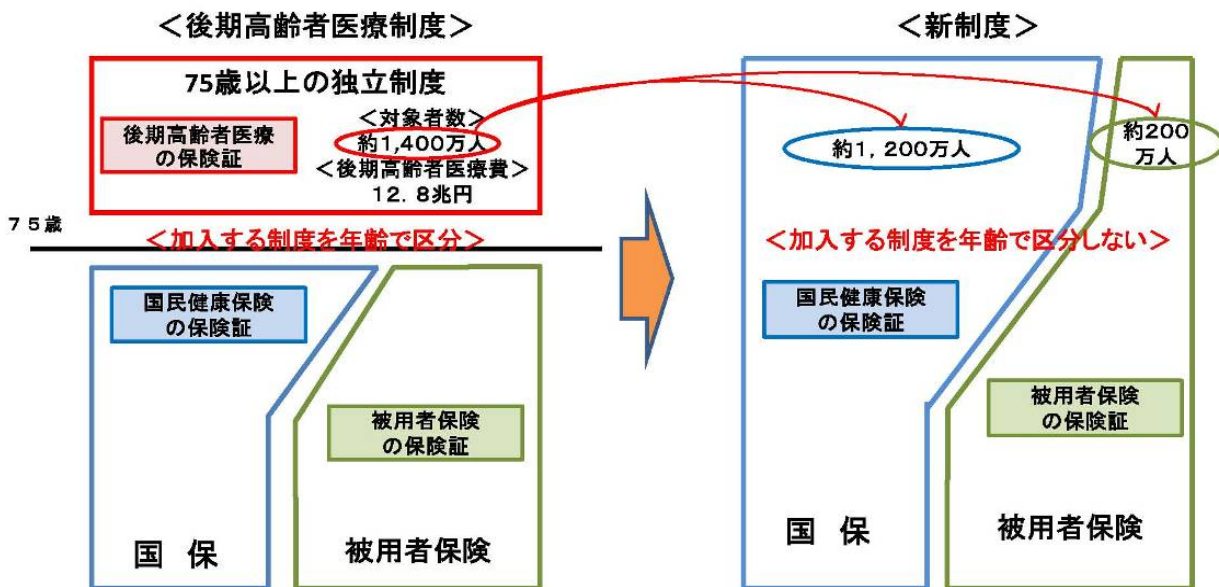 ＜後期高齢者医療制度＞
75歳以上の独立制度
後期高齢者医療
の保険証
＜対象者数＞
約1,400万人
＜後期高齢者医療費＞
12．8兆円
７５歳
＜加入する制度を年齢で区分＞
国民健康保険
の保険証
被用者保険
の保険証
国 保
被用者保険
＜新制度＞
約1，200万人
約200
万人
＜加入する制度を年齢で区分しない＞
国民健康保険
の保険証
被用者保険
の保険証
国 保
被用者保険